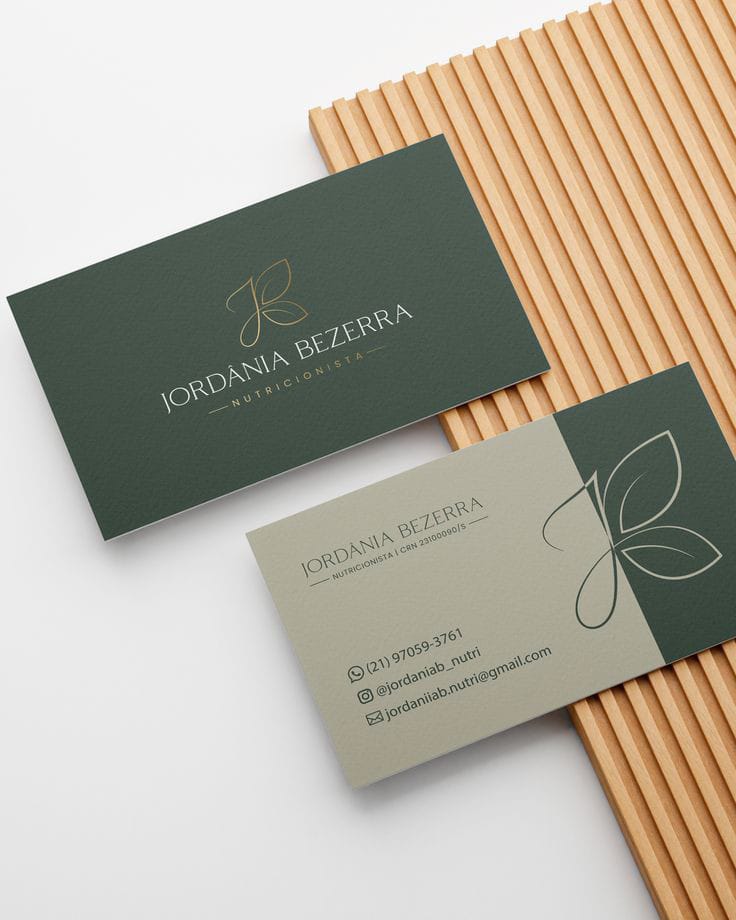 JORDÂNIA BEZERRA
NUTRICIONISTA
JORDÂNIA BEZERRA
NUTRICIONISTA | CRN 23100090/S
(21) 97059-3761
@jordaniab_nutri
jordaniiab.nutri@gmail.com